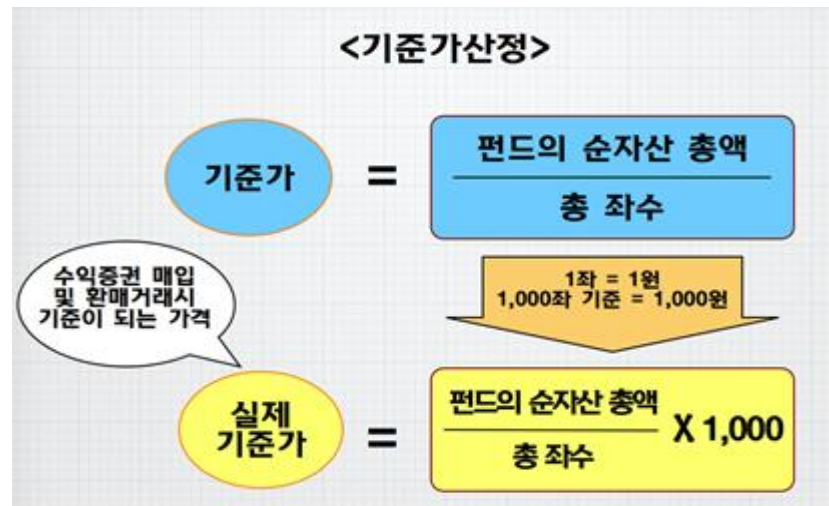 <기준가산정>
기준가 = 펀드의 순자산 총액
총 좌수
수익증권 매입
및 환매거래시
기준이 되는 가격
1좌 = 1원
1,000좌 기준 = 1,000원
실제
기준가 = 펀드의 순자산 총액
총 좌수
X 1,000